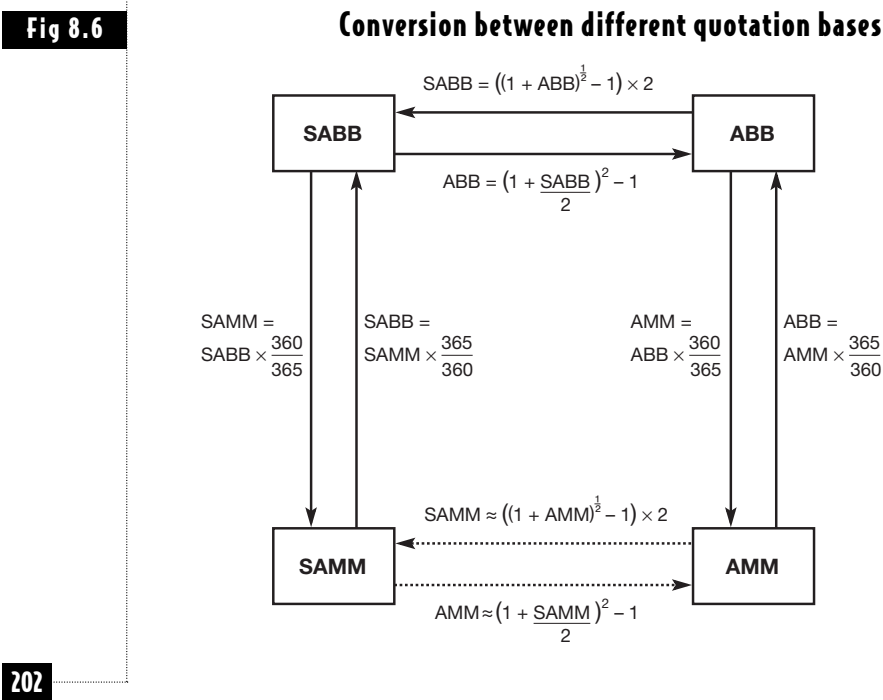 Fig 8.6
Conversion between different quotation bases
SABB = ((1 + ABB)^½ – 1) × 2
SABB
ABB
ABB = (1 + SABB/2)² – 1
SAMM =
SABB × 360/365
SABB =
SAMM × 365/360
AMM =
ABB × 360/365
ABB =
AMM × 365/360
SAMM ≈ ((1 + AMM)^½ – 1) × 2
SAMM
AMM
AMM ≈ (1 + SAMM/2)² – 1
202